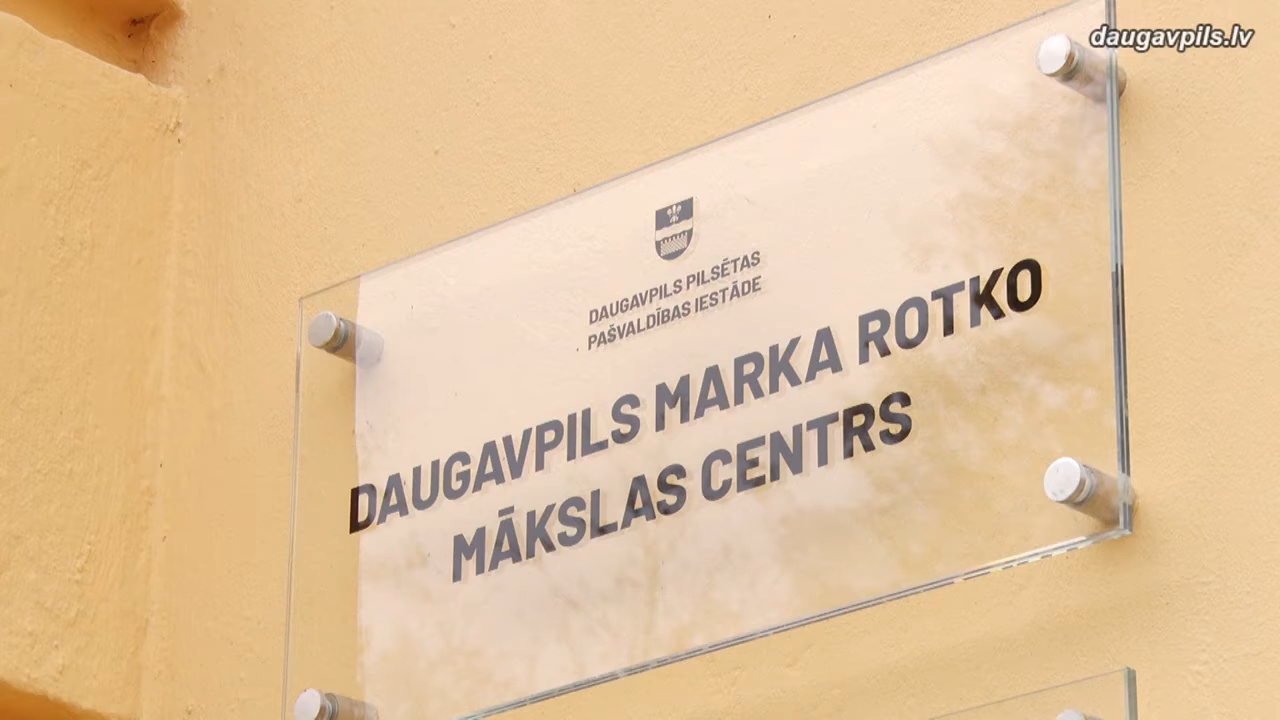 daugavpils.lv
DAUGAVPILS PILSĒTAS
PAŠVALDĪBAS IESTĀDE
DAUGAVPILS MARKA ROTKO
MĀKSLAS CENTRS